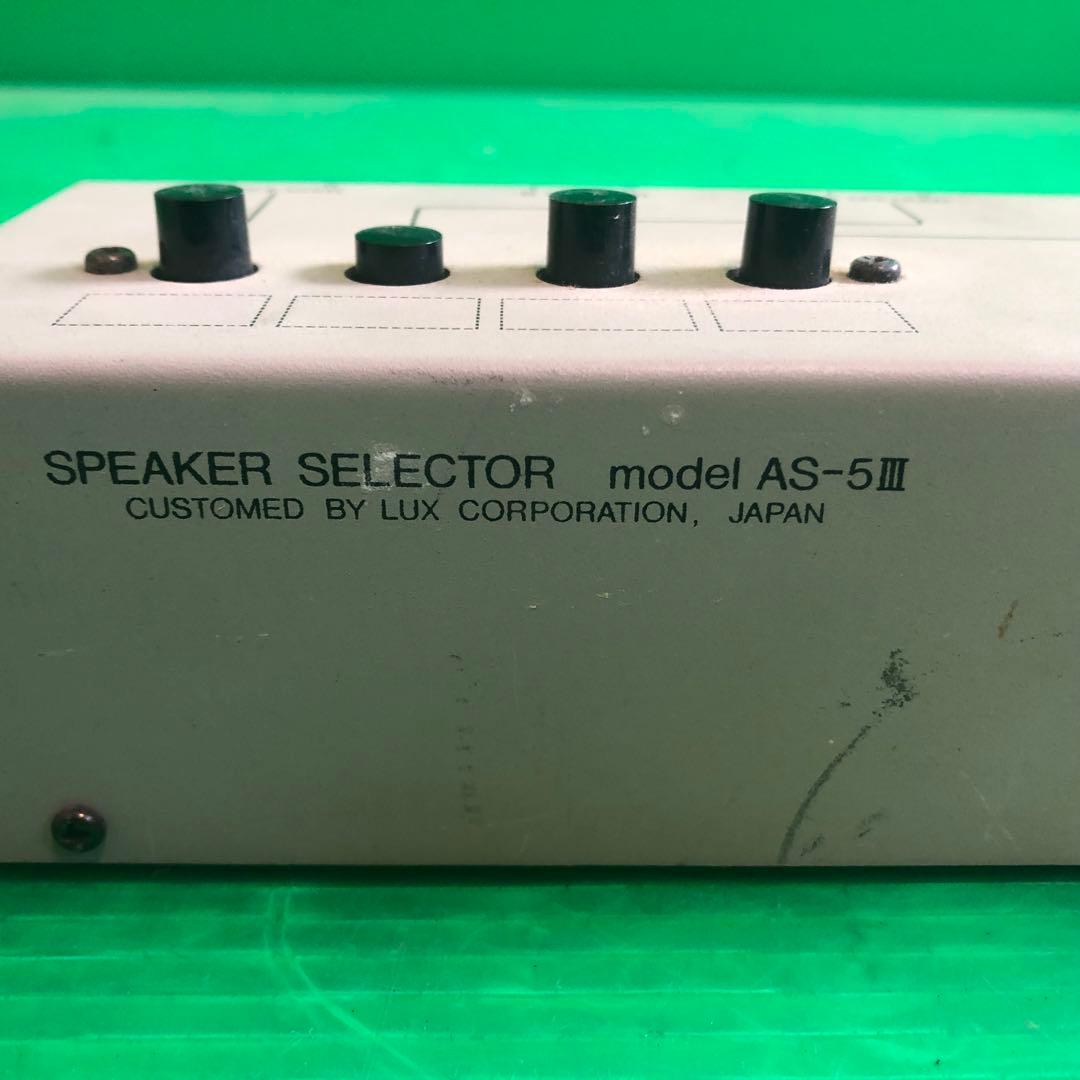 SPEAKER SELECTOR model AS-5Ⅲ
CUSTOMED BY LUX CORPORATION, JAPAN